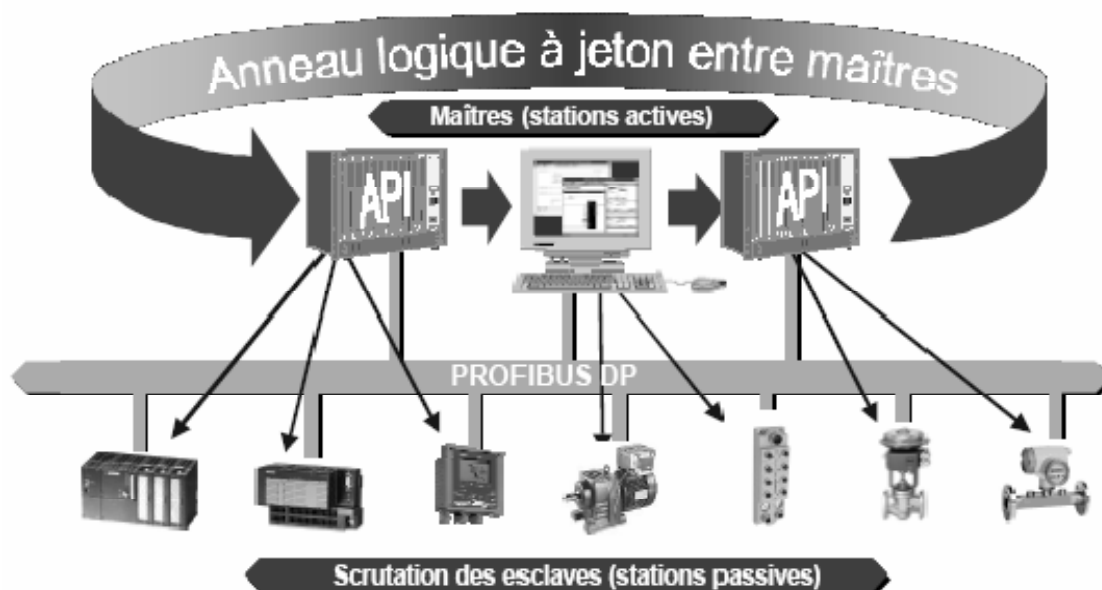 Anneau logique à jeton entre maîtres
Maîtres (stations actives)
API
API
PROFIBUS DP
Scrutation des esclaves (stations passives)